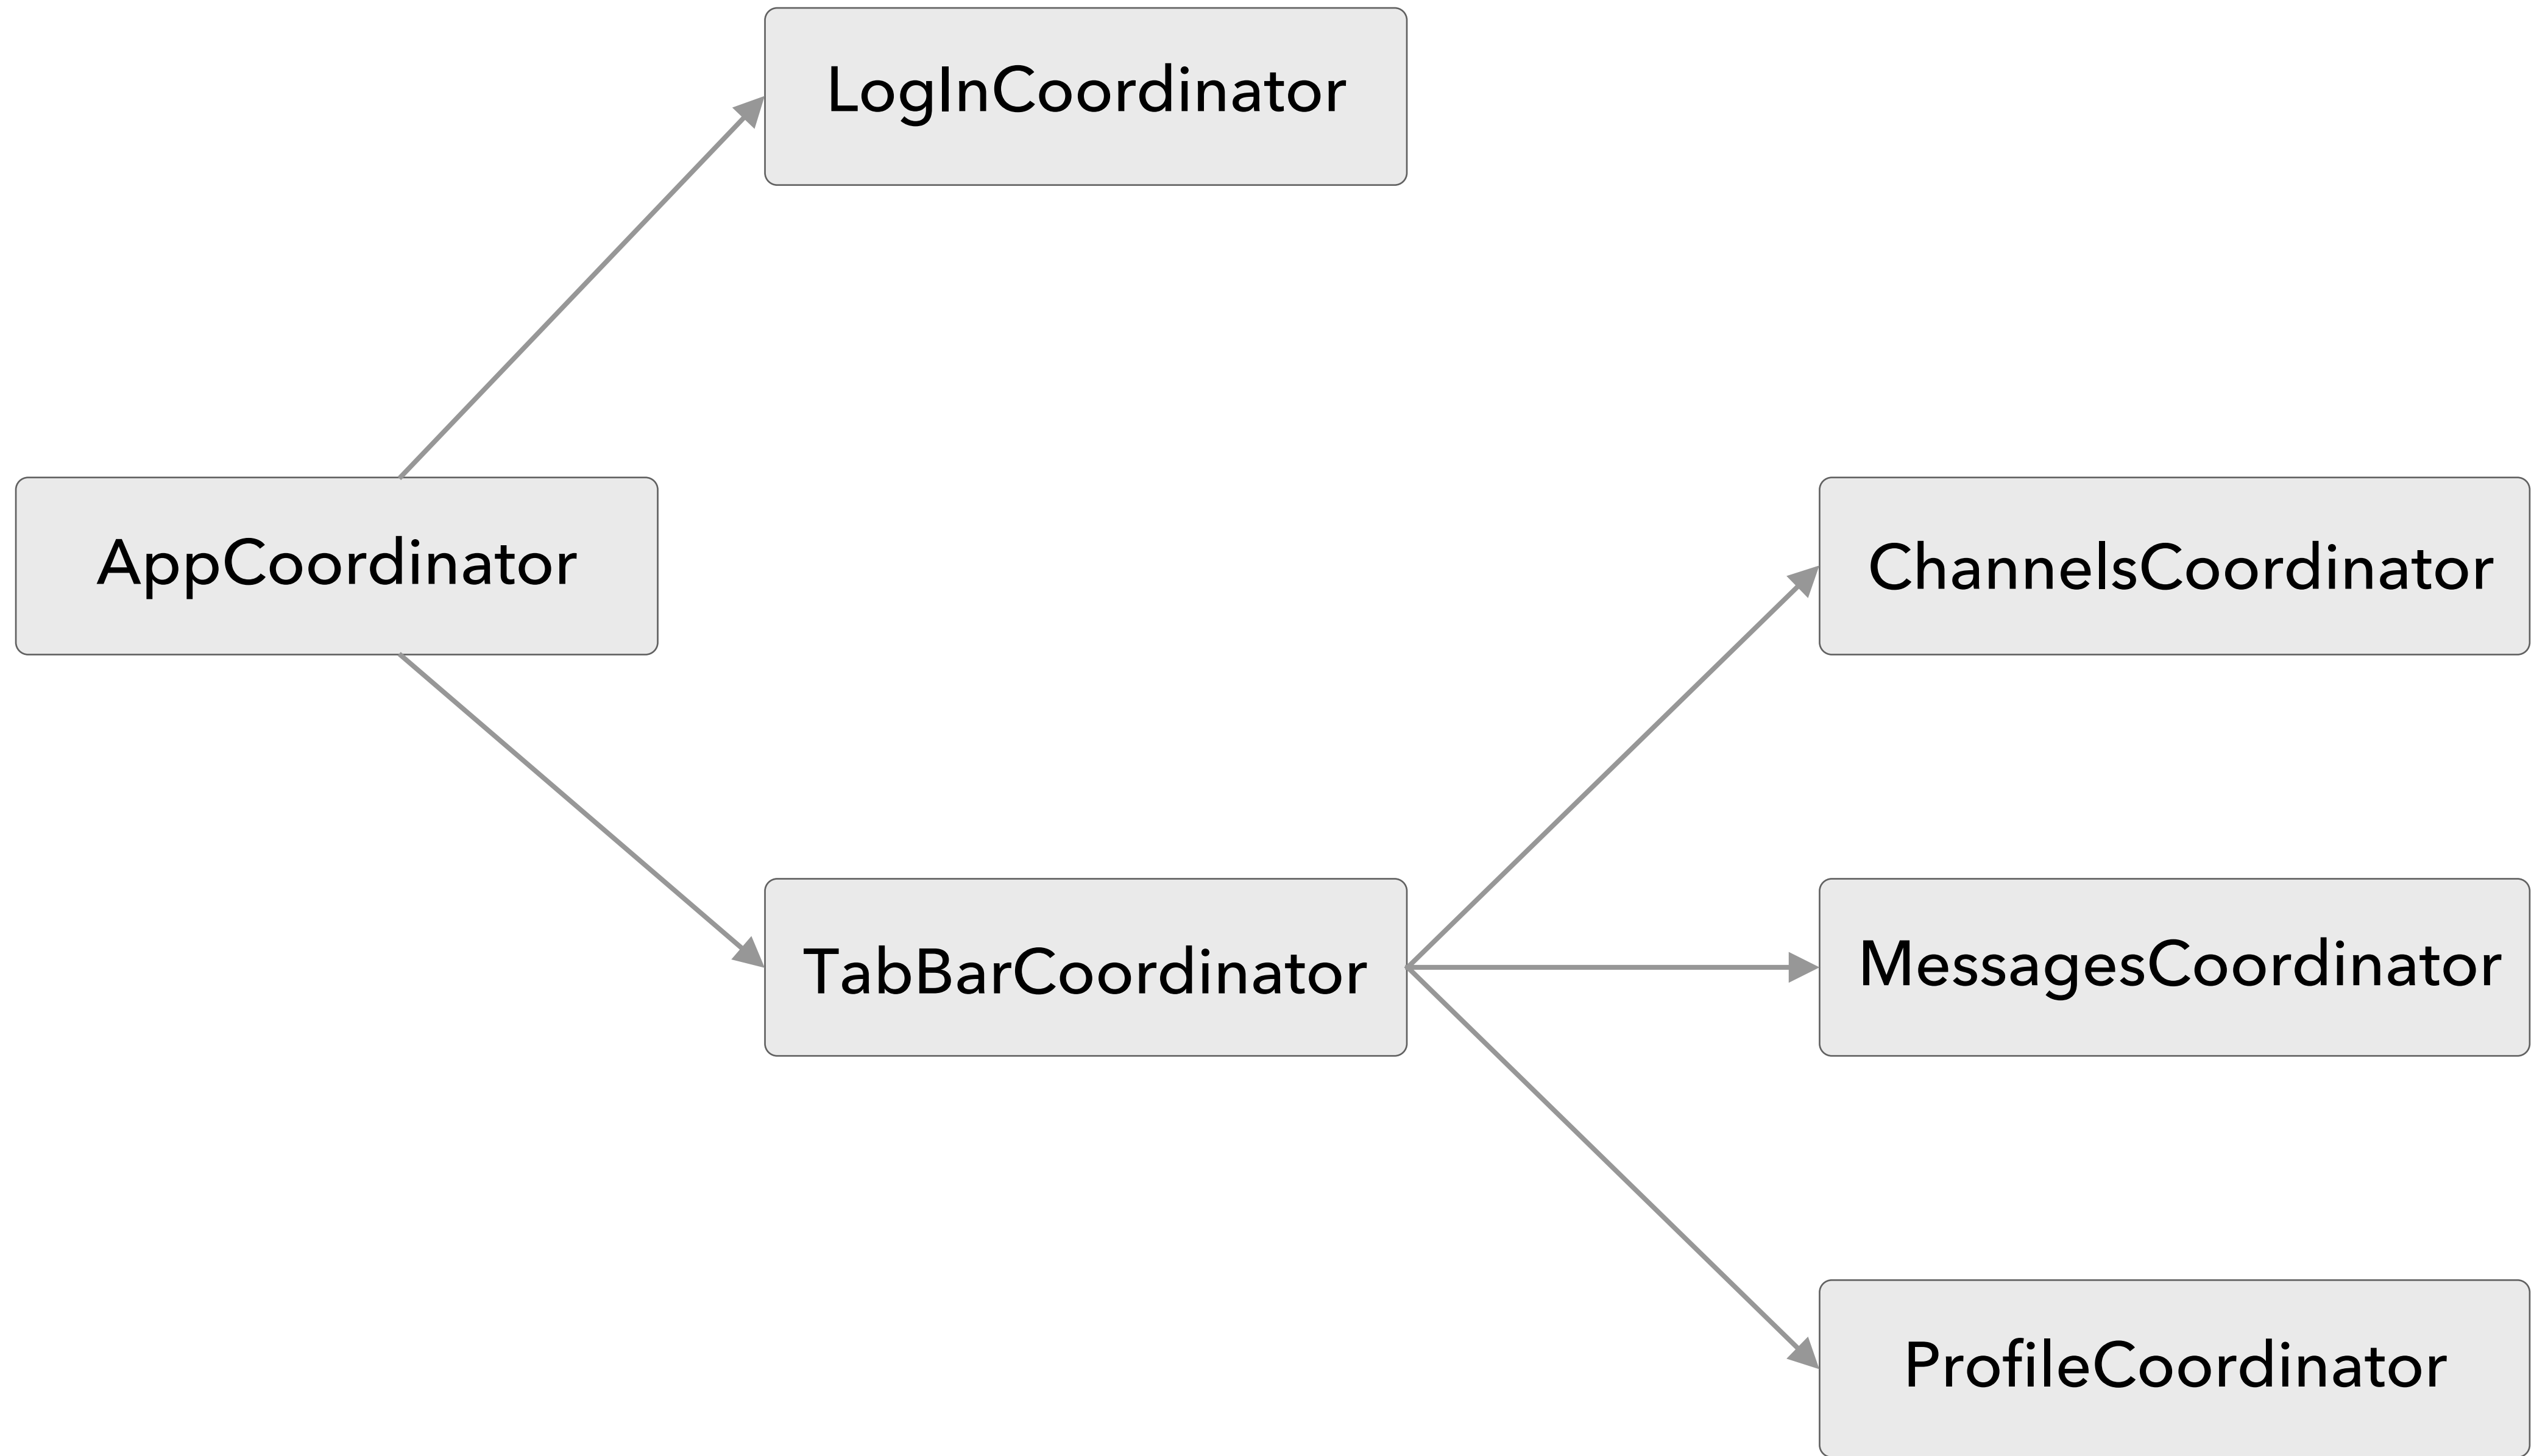 LogInCoordinator
AppCoordinator
ChannelsCoordinator
TabBarCoordinator
MessagesCoordinator
ProfileCoordinator